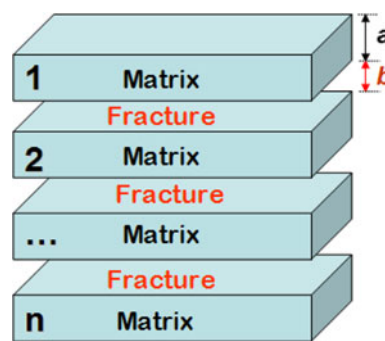 a
1 Matrix b
Fracture
2 Matrix
Fracture
... Matrix
Fracture
n Matrix